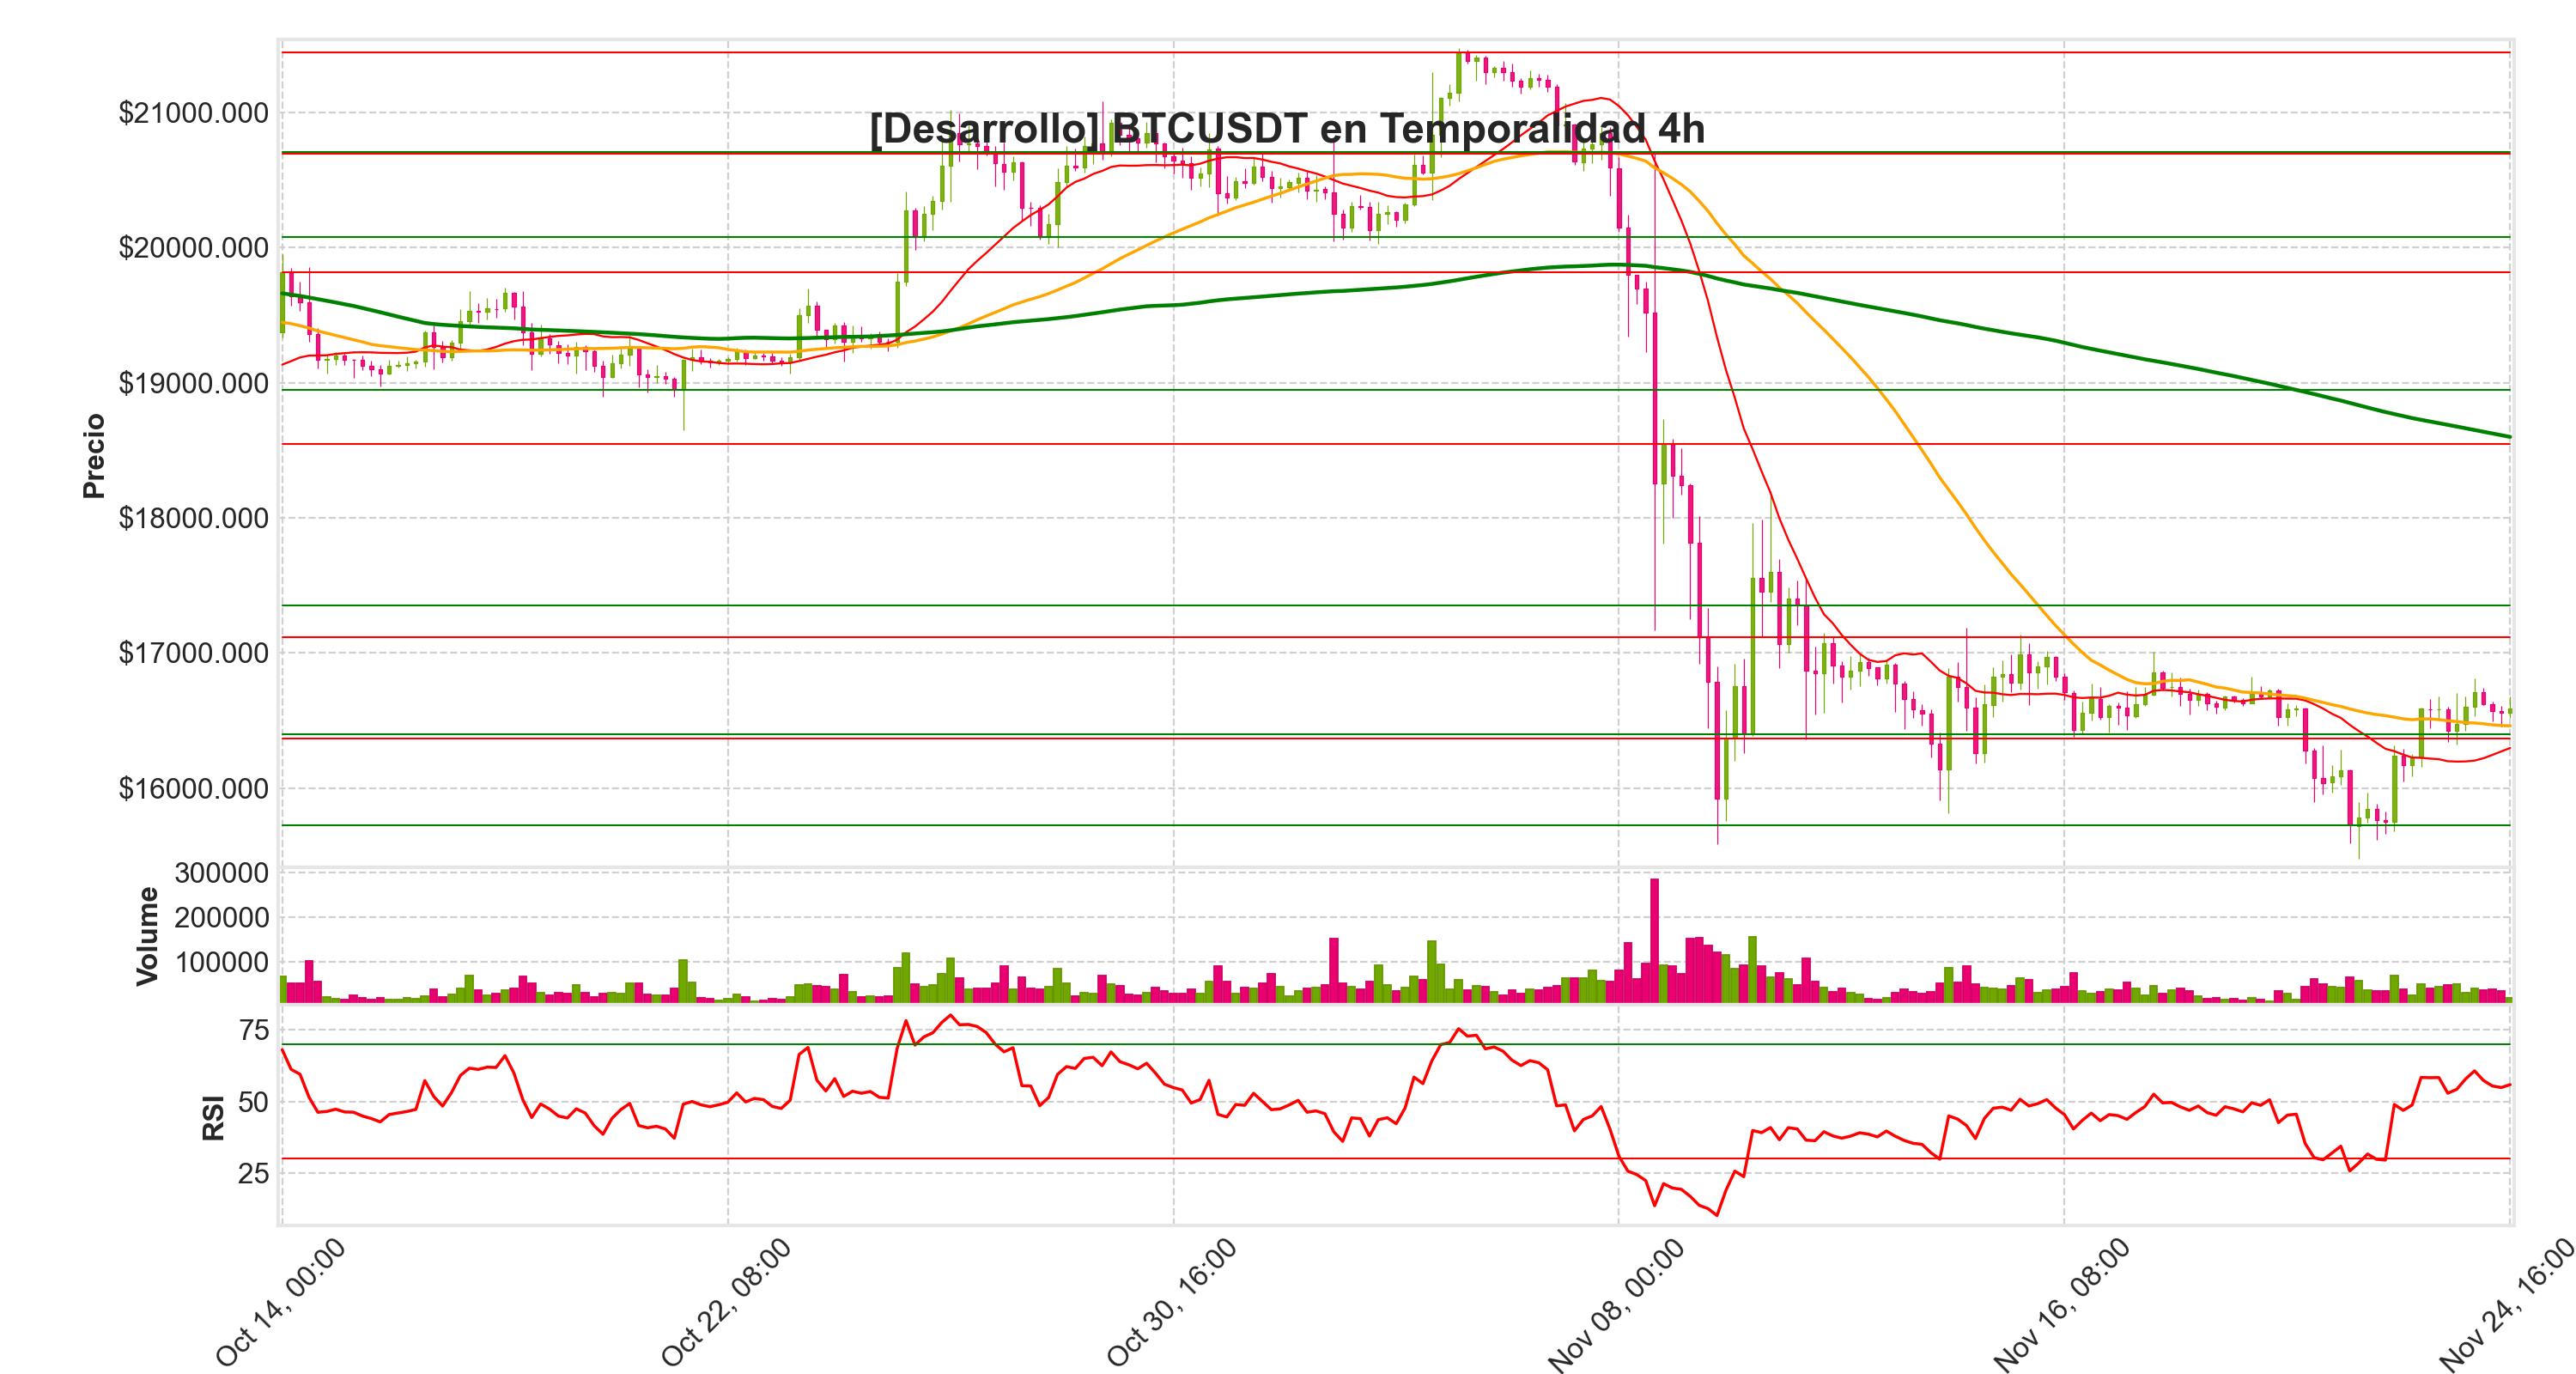 [Desarrollo] BTCUSDT en Temporalidad 4h
Precio
$21000.000
$20000.000
$19000.000
$18000.000
$17000.000
$16000.000
Volume
300000
200000
100000
RSI
75
50
25
Oct 14, 00:00
Oct 22, 08:00
Oct 30, 16:00
Nov 08, 00:00
Nov 16, 08:00
Nov 24, 16:00